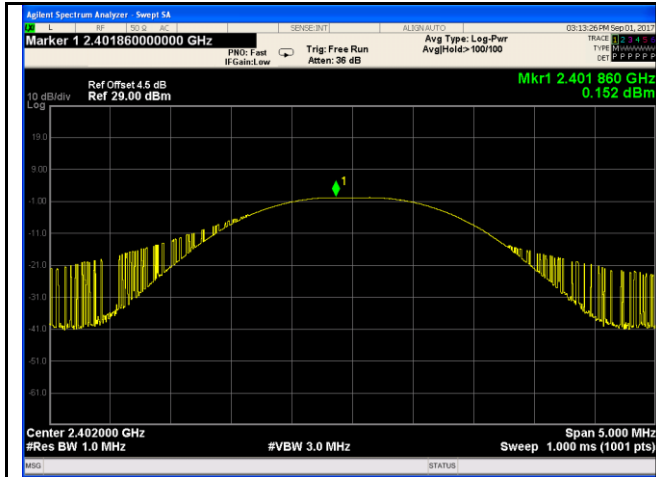 Agilent Spectrum Analyzer - Swept SA
L RF 50 Ω AC SENSE:INT ALIGN AUTO 03:13:26 PM Sep 01, 2017
Marker 1 2.401860000000 GHz
PNO: Fast
IFGain:Low
Trig: Free Run
Atten: 36 dB
Avg Type: Log-Pwr
Avg|Hold:>100/100
TRACE 1 2 3 4 5 6
TYPE M
DET P P P P P P
Ref Offset 4.5 dB
Ref 29.00 dBm
Mkr1 2.401 860 GHz
0.152 dBm
10 dB/div
Log
19.0
9.00
1
-1.00
-11.0
-21.0
-31.0
-41.0
-51.0
-61.0
Center 2.402000 GHz
Span 5.000 MHz
#Res BW 1.0 MHz #VBW 3.0 MHz Sweep 1.000 ms (1001 pts)
MSG STATUS